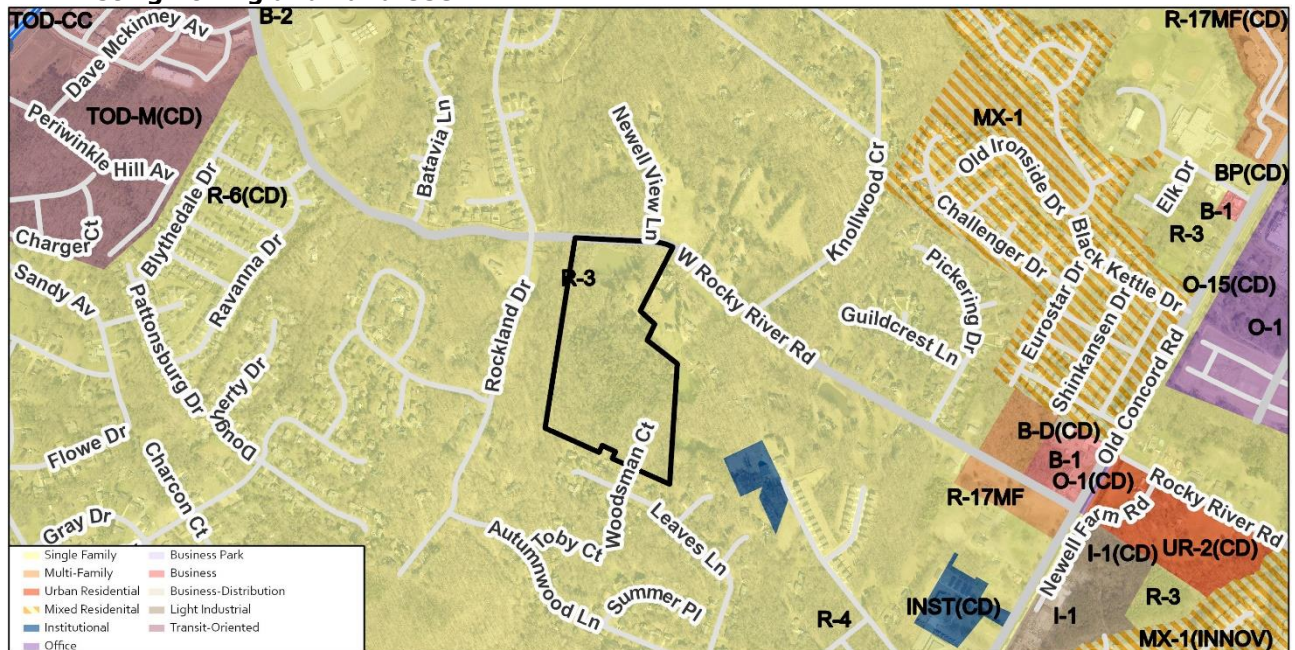 TOD-CC
Dave Mckinney Av
B-2
R-17MF(CD)
TOD-M(CD)
Periwinkle Hill Av
Batavia Ln
Newell View Ln
MX-1
Old Ironside Dr
BP(CD)
Elk Dr
B-1
R-3
Blythedale Dr
R-6(CD)
Knollwood Cr
Challenger Dr
Black Kettle Dr
Charger Ct
Sandy Av
Ravanna Dr
R-3
W Rocky River Rd
Pickering Dr
O-15(CD)
O-1
Pattonsburg Dr
Rockland Dr
Guildcrest Ln
Eurostar Dr
Shinkansen Dr
Old Concord Rd
Flowe Dr
Charcon Ct
Woodsman Ct
B-D(CD)
B-1
O-1(CD)
R-17MF
Rocky River Rd
Gray Dr
Autumnwood Ln
Toby Ct
Leaves Ln
Newell Farm Rd
I-1(CD)
UR-2(CD)
Summer Pl
R-4
INST(CD)
I-1
R-3
MX-1(INNOV)
Single Family
Multi-Family
Urban Residential
Mixed Residenital
Institutional
Office
Business Park
Business
Business-Distribution
Light Industrial
Transit-Oriented